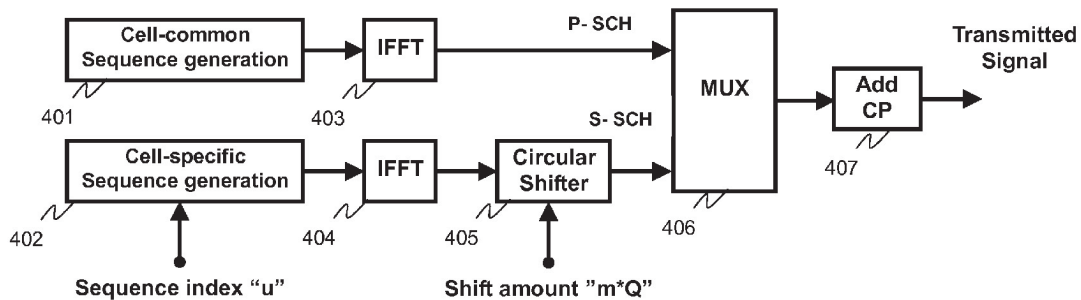 Cell-common
Sequence generation
401
IFFT
403
P- SCH
MUX
406
Add
CP
407
Transmitted
Signal
Cell-specific
Sequence generation
402
IFFT
404
Circular
Shifter
405
S- SCH
Sequence index “u”
Shift amount ”m*Q”